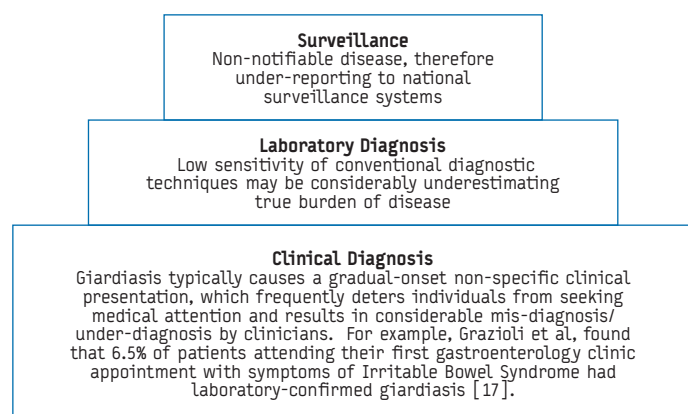 Surveillance
Non-notifiable disease, therefore
under-reporting to national
surveillance systems
Laboratory Diagnosis
Low sensitivity of conventional diagnostic
techniques may be considerably underestimating
true burden of disease
Clinical Diagnosis
Giardiasis typically causes a gradual-onset non-specific clinical
presentation, which frequently deters individuals from seeking
medical attention and results in considerable mis-diagnosis/
under-diagnosis by clinicians. For example, Grazioli et al, found
that 6.5% of patients attending their first gastroenterology clinic
appointment with symptoms of Irritable Bowel Syndrome had
laboratory-confirmed giardiasis [17].